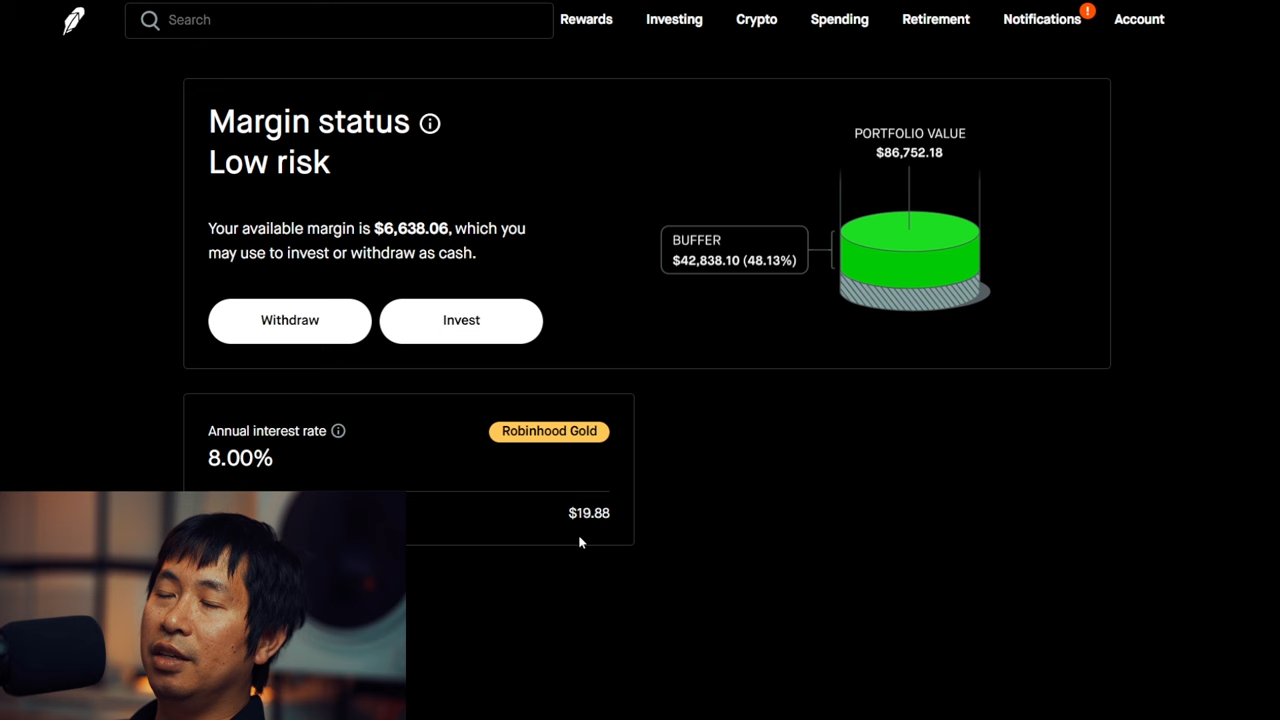 Search
Rewards
Investing
Crypto
Spending
Retirement
Notifications
!
Account
Margin status
Low risk
Your available margin is $6,638.06, which you
may use to invest or withdraw as cash.
Withdraw
Invest
PORTFOLIO VALUE
$86,752.18
BUFFER
$42,838.10 (48.13%)
Annual interest rate
Robinhood Gold
8.00%
$19.88